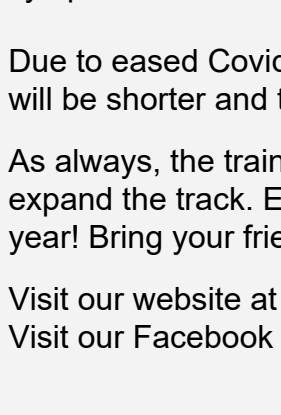 Due to eased Covid
will be shorter and
As always, the train
expand the track. E
year! Bring your frie
Visit our website at
Visit our Facebook